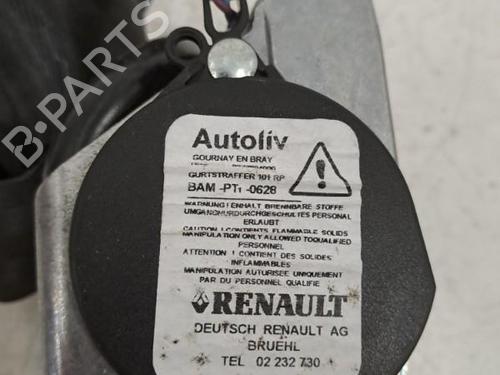 Autoliv
GOURNAY EN BRAY
GURTSTRAFFER 101 RP
BAM -PT1 -0628
WARNUNG! ENHALT BRENNBARE STOFFE
UMGANG NUR DURCH GESCHULTES PERSONAL
ERLAUBT
CAUTION ! CONTIENTS FLAMMABLE SOLIDS
MANIPULATION ONLY ALLOWED TO QUALIFIED
PERSONNEL
ATTENTION ! CONTIENT DES SOLIDES
INFLAMMABLES
MANIPULATION AUTORISEE UNIQUEMENT
PAR DU PERSONNEL QUALIFIE
RENAULT
DEUTSCH RENAULT AG
BRUEHL
TEL 02 232 730
B-PARTS